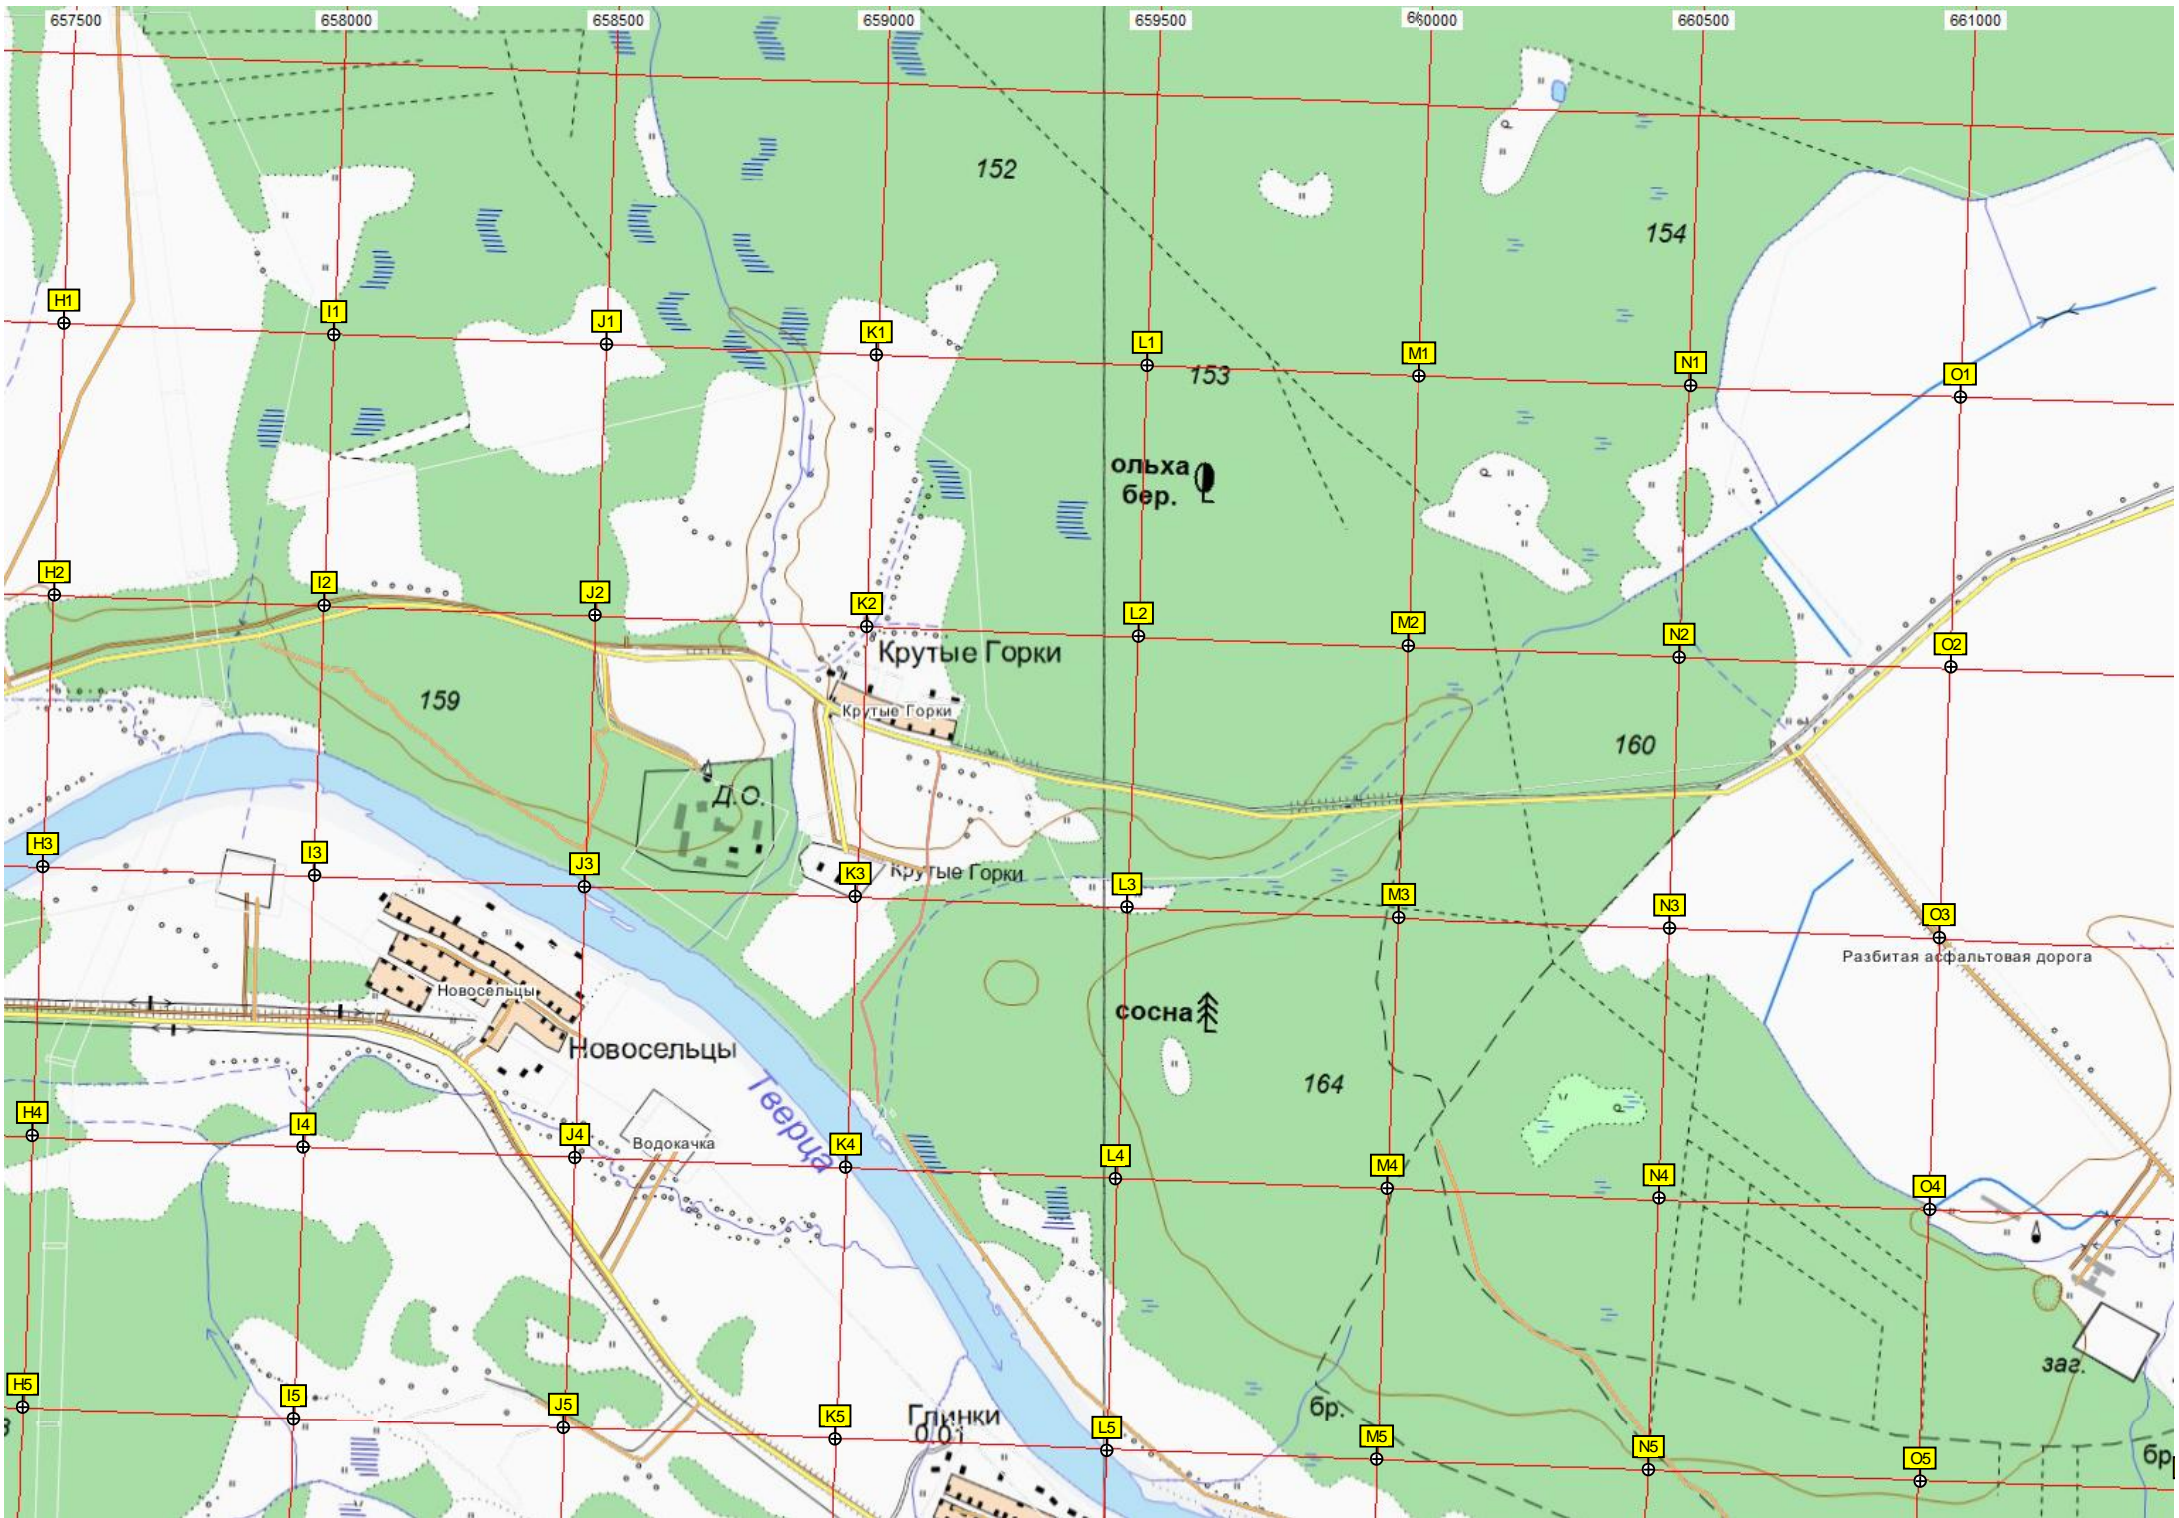 657500 658000 658500 659000 659500 660000 660500 661000
152
154
H1 I1 J1 K1 L1 M1 N1 O1
153
ольха
бер.
H2 I2 J2 K2 L2 M2 N2 O2
Крутые Горки
159
Крутые Горки
160
Д.О.
H3 I3 J3 K3 L3 M3 N3 O3
Крутые Горки
Разбитая асфальтовая дорога
Новосельцы
сосна
Новосельцы
164
Тверца
H4 I4 J4 K4 L4 M4 N4 O4
Водокачка
заг.
H5 I5 J5 K5 L5 M5 N5 O5
Глинки
0.01
бр.
бр.